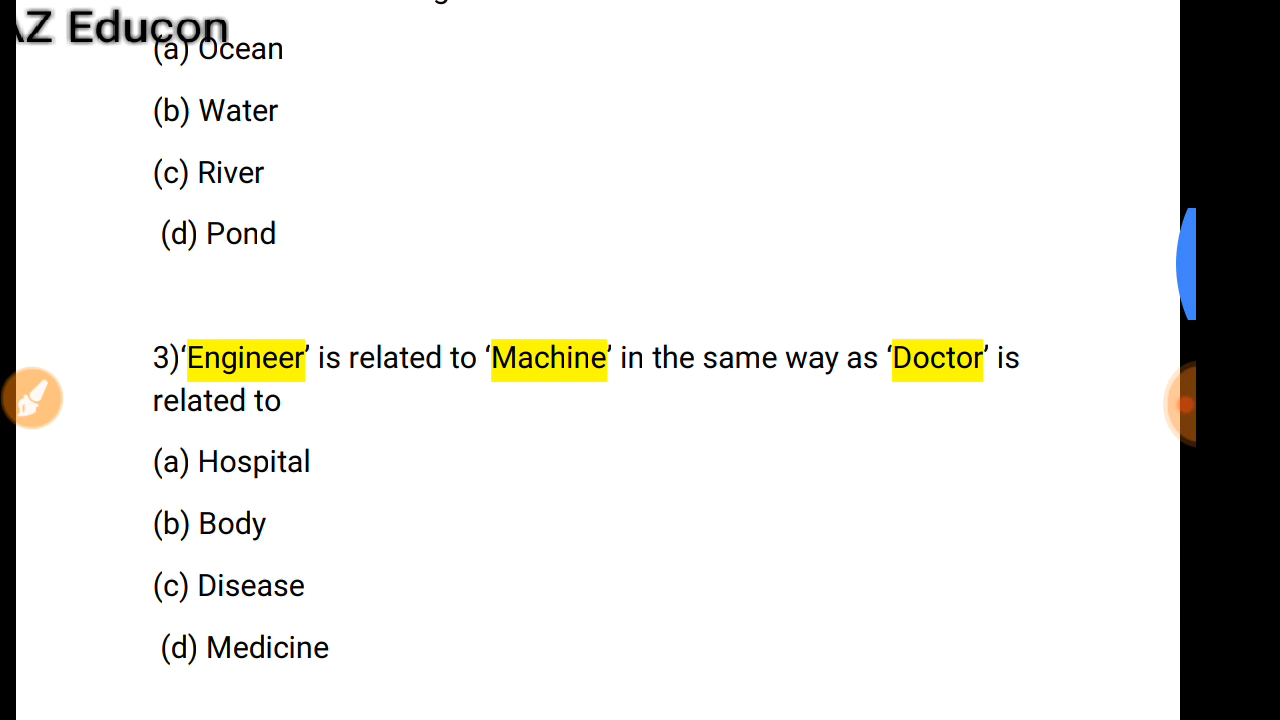 AZ Educon
(a) Ocean
(b) Water
(c) River
(d) Pond
3)‘Engineer’ is related to ‘Machine’ in the same way as ‘Doctor’ is
related to
(a) Hospital
(b) Body
(c) Disease
(d) Medicine